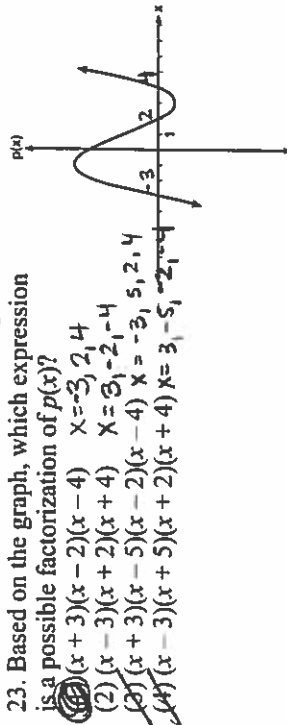 23. Based on the graph, which expression
is a possible factorization of p(x)?
(x + 3)(x − 2)(x − 4) x=-3, 2, 4
(2) (x − 3)(x + 2)(x + 4) x=3, -2, -4
(3) (x + 3)(x − 5)(x − 2)(x − 4) x = -3, 5, 2, 4
(4) (x − 3)(x + 5)(x + 2)(x + 4) x= 3, -5, -2, -4
p(x)
x
-3
1
2
4